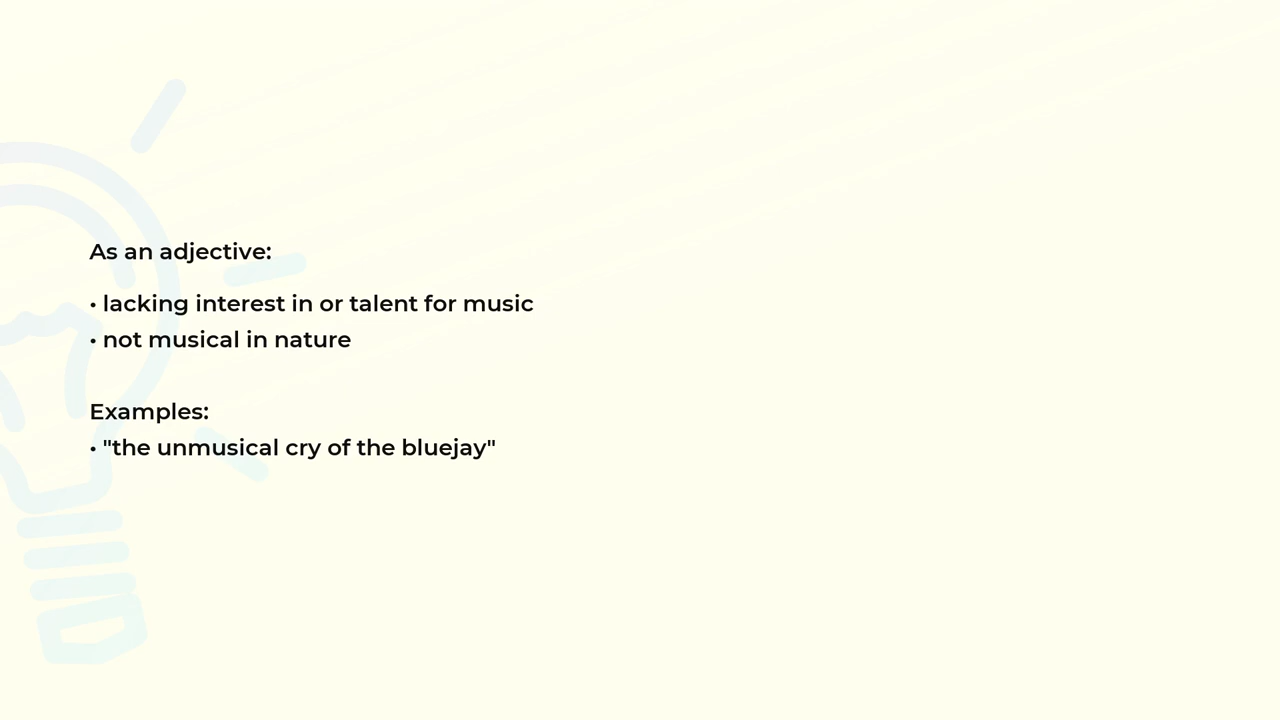 As an adjective:
• lacking interest in or talent for music
• not musical in nature
Examples:
• "the unmusical cry of the bluejay"